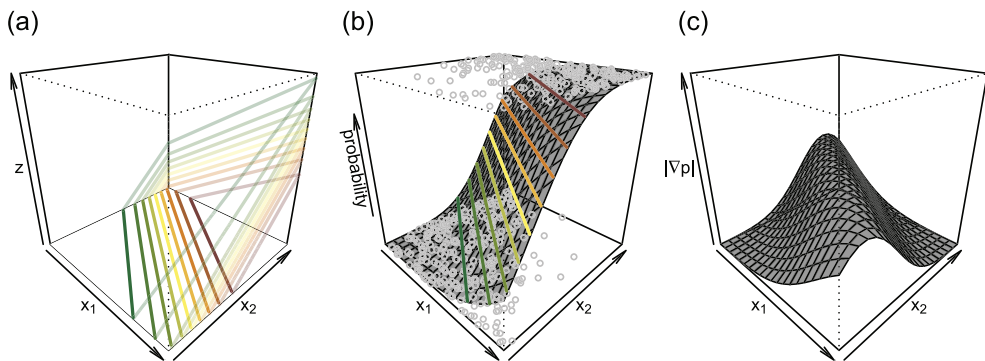 (a)
(b)
(c)
z
x₁
x₂
probability
x₁
x₂
|∇p|
x₁
x₂